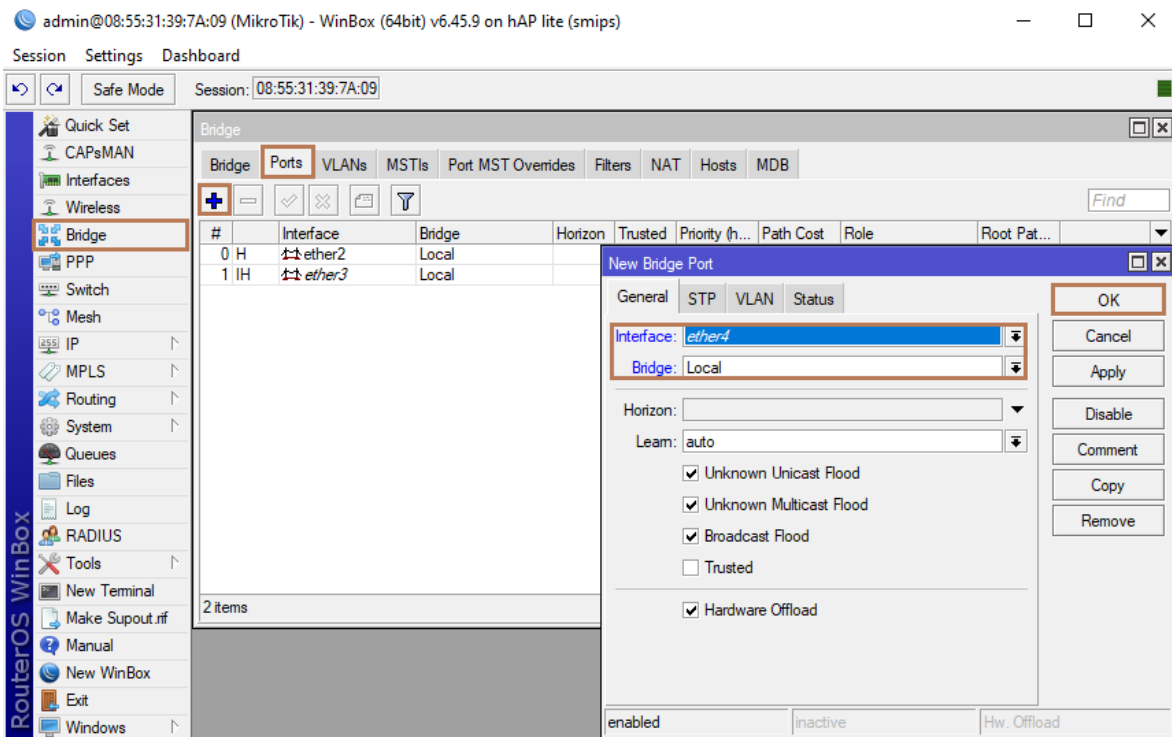 admin@08:55:31:39:7A:09 (MikroTik) - WinBox (64bit) v6.45.9 on hAP lite (smips)
Session Settings Dashboard
Safe Mode Session: 08:55:31:39:7A:09
Quick Set
CAPsMAN
Interfaces
Wireless
Bridge
PPP
Switch
Mesh
IP
MPLS
Routing
System
Queues
Files
Log
RADIUS
Tools
New Terminal
Make Supout.rif
Manual
New WinBox
Exit
Windows
RouterOS WinBox
Bridge
Bridge Ports VLANs MSTIs Port MST Overrides Filters NAT Hosts MDB
Find
# Interface Bridge Horizon Trusted Priority (h... Path Cost Role Root Pat...
0 H ether2 Local
1 IH ether3 Local
2 items
New Bridge Port
General STP VLAN Status
Interface: ether4
Bridge: Local
Horizon:
Learn: auto
Unknown Unicast Flood
Unknown Multicast Flood
Broadcast Flood
Trusted
Hardware Offload
OK
Cancel
Apply
Disable
Comment
Copy
Remove
enabled inactive Hw. Offload